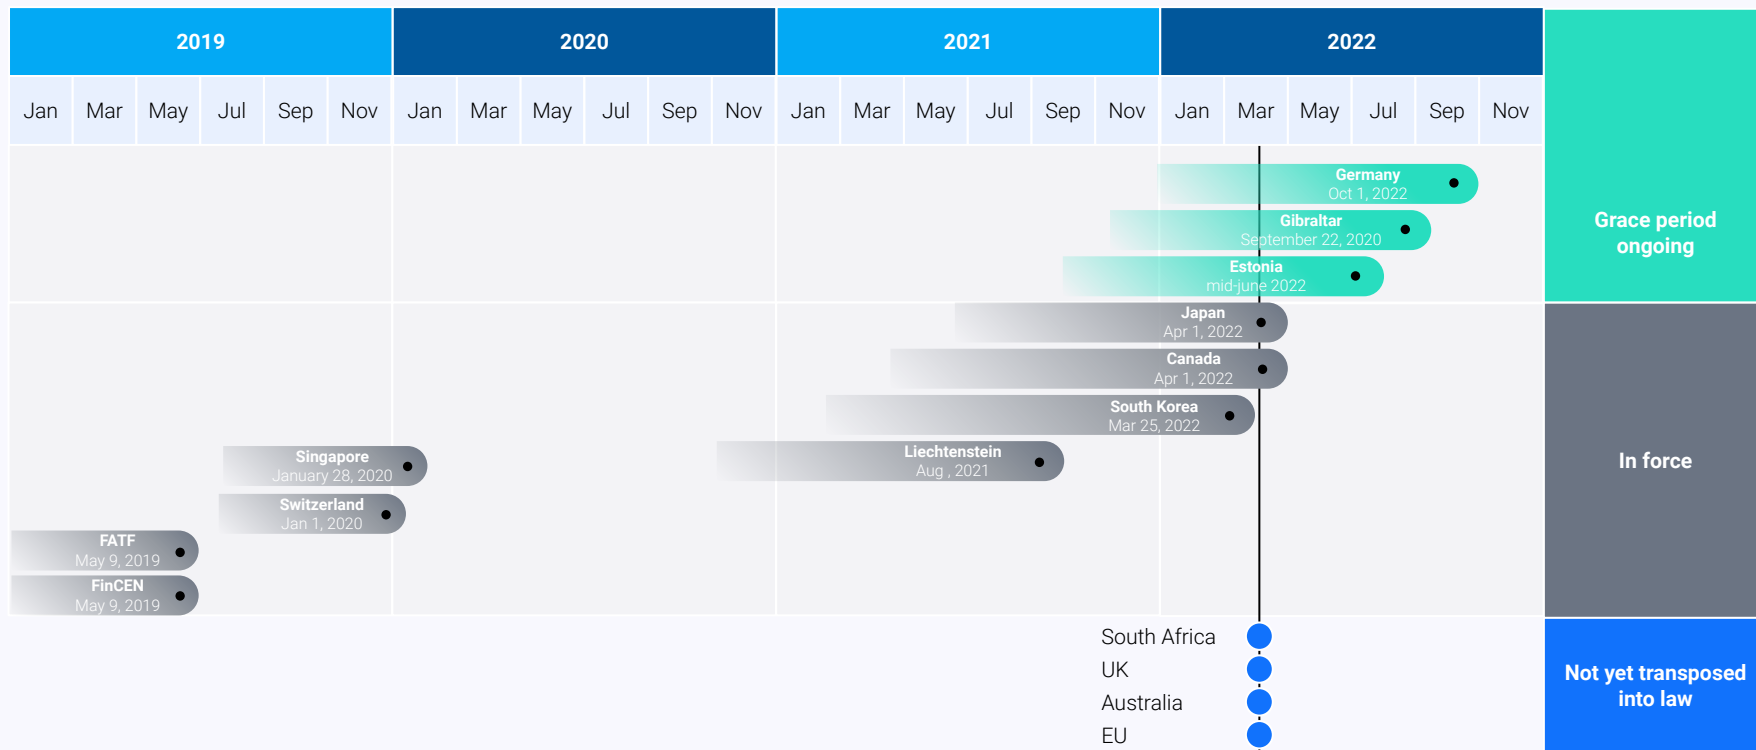 2019 2020 2021 2022
Jan Mar May Jul Sep Nov Jan Mar May Jul Sep Nov Jan Mar May Jul Sep Nov Jan Mar May Jul Sep Nov
Germany
Oct 1, 2022
Gibraltar
September 22, 2020
Estonia
mid-june 2022
Grace period
ongoing
Japan
Apr 1, 2022
Canada
Apr 1, 2022
South Korea
Mar 25, 2022
Liechtenstein
Aug , 2021
Singapore
January 28, 2020
Switzerland
Jan 1, 2020
FATF
May 9, 2019
FinCEN
May 9, 2019
In force
South Africa
UK
Australia
EU
Not yet transposed
into law